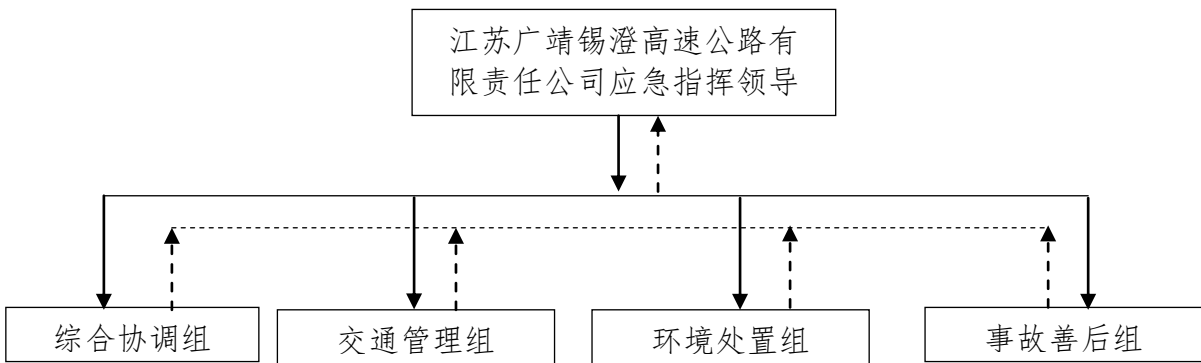 江苏广靖锡澄高速公路有
限责任公司应急指挥领导
综合协调组
交通管理组
环境处置组
事故善后组